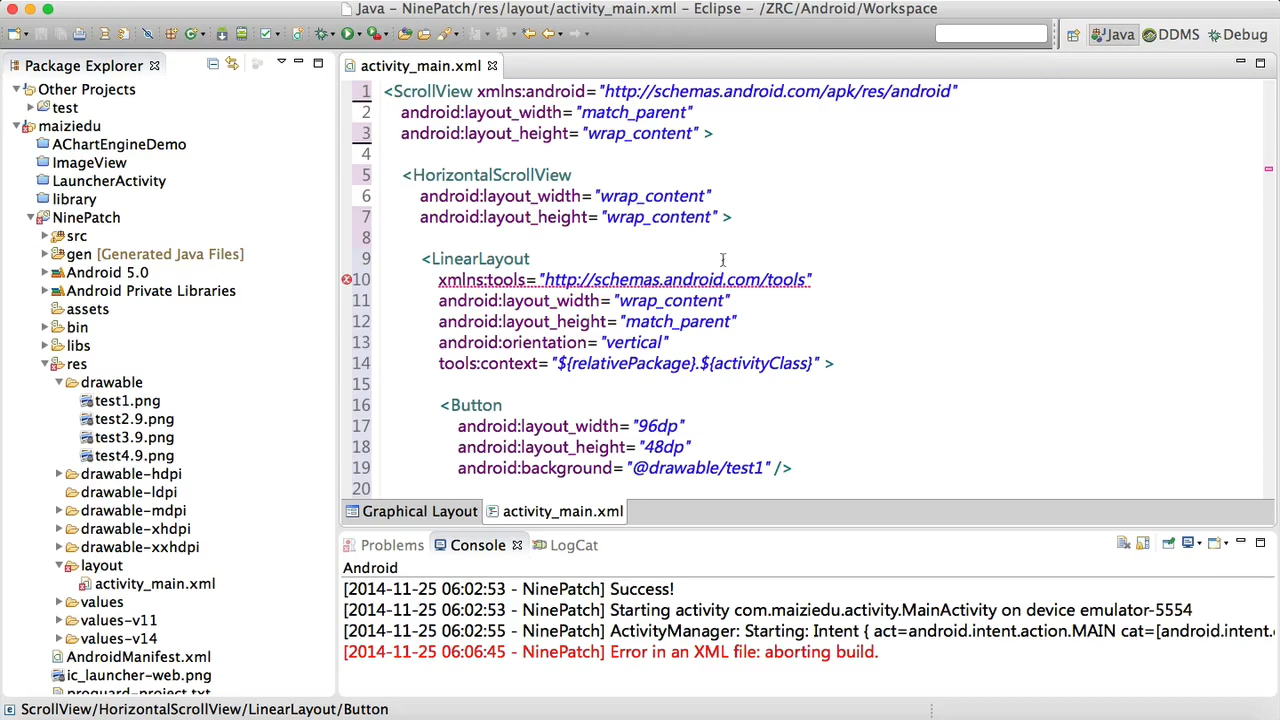 Java - NinePatch/res/layout/activity_main.xml - Eclipse - /ZRC/Android/Workspace
Java
DDMS
Debug
Package Explorer
Other Projects
test
maiziedu
AChartEngineDemo
ImageView
LauncherActivity
library
NinePatch
src
gen [Generated Java Files]
Android 5.0
Android Private Libraries
assets
bin
libs
res
drawable
test1.png
test2.9.png
test3.9.png
test4.9.png
drawable-hdpi
drawable-ldpi
drawable-mdpi
drawable-xhdpi
drawable-xxhdpi
layout
activity_main.xml
values
values-v11
values-v14
AndroidManifest.xml
ic_launcher-web.png
proguard-project.txt
activity_main.xml
1 <ScrollView xmlns:android="http://schemas.android.com/apk/res/android"
2 android:layout_width="match_parent"
3 android:layout_height="wrap_content" >
4
5 <HorizontalScrollView
6 android:layout_width="wrap_content"
7 android:layout_height="wrap_content" >
8
9 <LinearLayout
10 xmlns:tools="http://schemas.android.com/tools"
11 android:layout_width="wrap_content"
12 android:layout_height="match_parent"
13 android:orientation="vertical"
14 tools:context="${relativePackage}.${activityClass}" >
15
16 <Button
17 android:layout_width="96dp"
18 android:layout_height="48dp"
19 android:background="@drawable/test1" />
20
Graphical Layout
activity_main.xml
Problems
Console
LogCat
Android
[2014-11-25 06:02:53 - NinePatch] Success!
[2014-11-25 06:02:53 - NinePatch] Starting activity com.maiziedu.activity.MainActivity on device emulator-5554
[2014-11-25 06:02:55 - NinePatch] ActivityManager: Starting: Intent { act=android.intent.action.MAIN cat=[android.intent.
[2014-11-25 06:06:45 - NinePatch] Error in an XML file: aborting build.
ScrollView/HorizontalScrollView/LinearLayout/Button